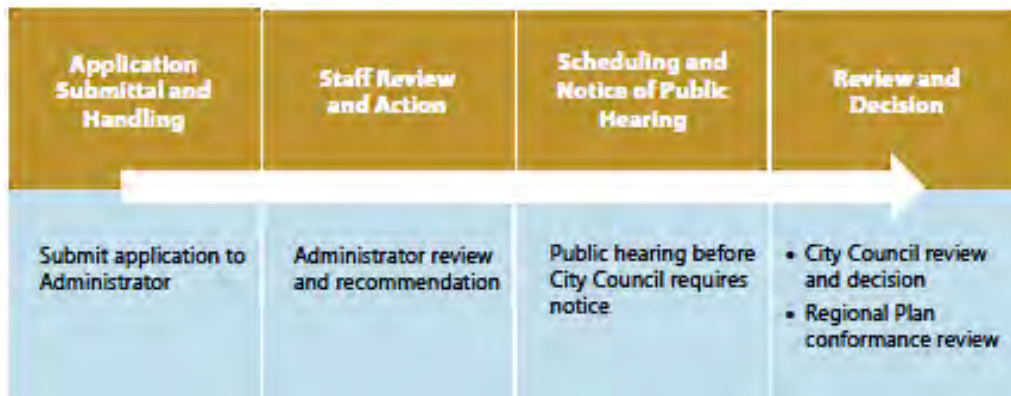 Application
Submittal and
Handling
Staff Review
and Action
Scheduling and
Notice of Public
Hearing
Review and
Decision
Submit application to
Administrator
Administrator review
and recommendation
Public hearing before
City Council requires
notice
• City Council review
and decision
• Regional Plan
conformance review